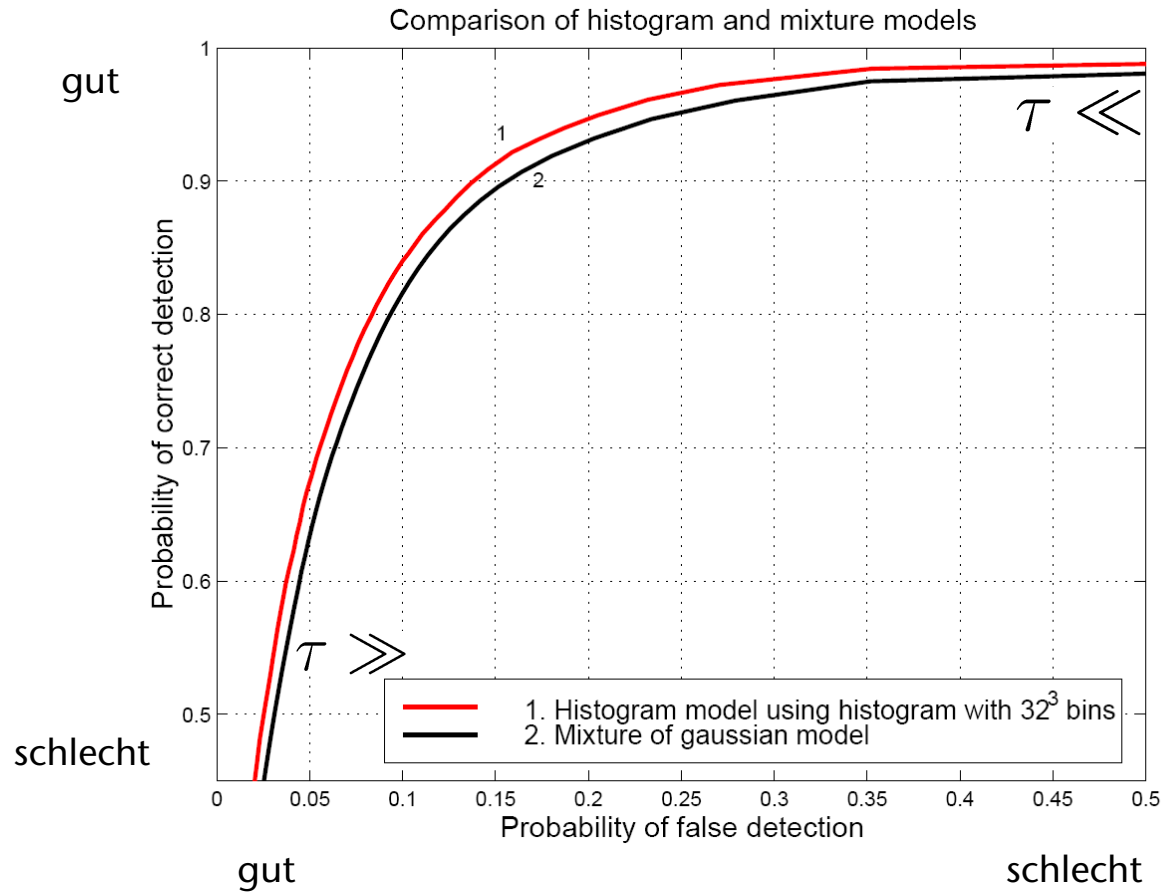 Comparison of histogram and mixture models
gut
schlecht
Probability of correct detection
1
0.9
0.8
0.7
0.6
0.5
1
2
τ ≪
τ ≫
1. Histogram model using histogram with 32³ bins
2. Mixture of gaussian model
0 0.05 0.1 0.15 0.2 0.25 0.3 0.35 0.4 0.45 0.5
Probability of false detection
gut schlecht